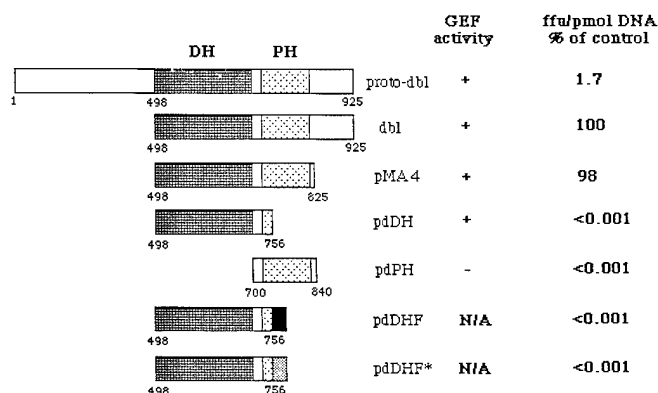 GEF ffu/pmol DNA
DH PH activity % of control
proto-dbl + 1.7
1 498 925
dbl + 100
498 925
pMA4 + 98
498 825
pdDH + <0.001
498 756
pdPH - <0.001
700 840
pdDHF N/A <0.001
498 756
pdDHF* N/A <0.001
498 756